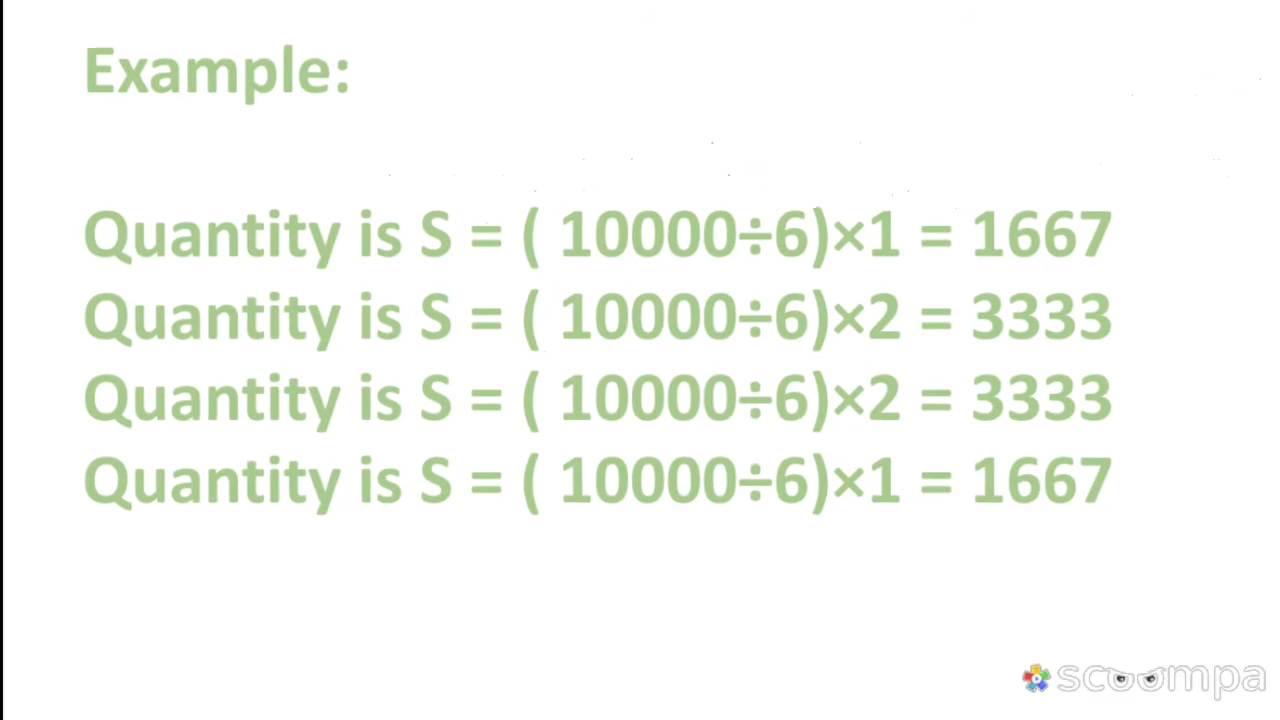 Example:
Quantity is S = ( 10000÷6)×1 = 1667
Quantity is S = ( 10000÷6)×2 = 3333
Quantity is S = ( 10000÷6)×2 = 3333
Quantity is S = ( 10000÷6)×1 = 1667
scoompa